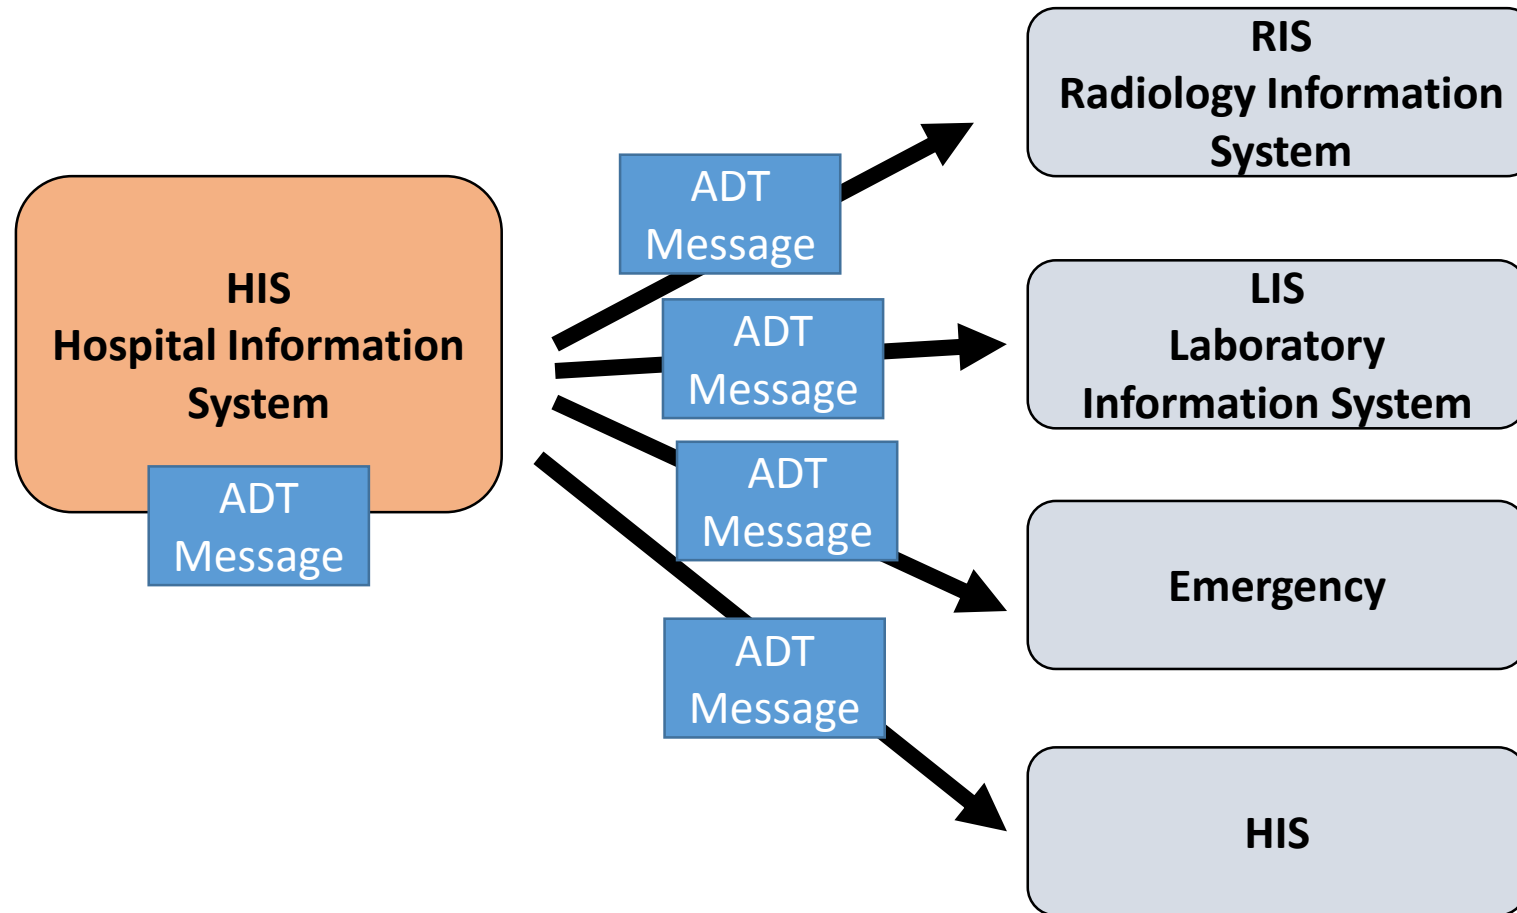 HIS
Hospital Information
System
ADT
Message
ADT
Message
ADT
Message
ADT
Message
ADT
Message
RIS
Radiology Information
System
LIS
Laboratory
Information System
Emergency
HIS